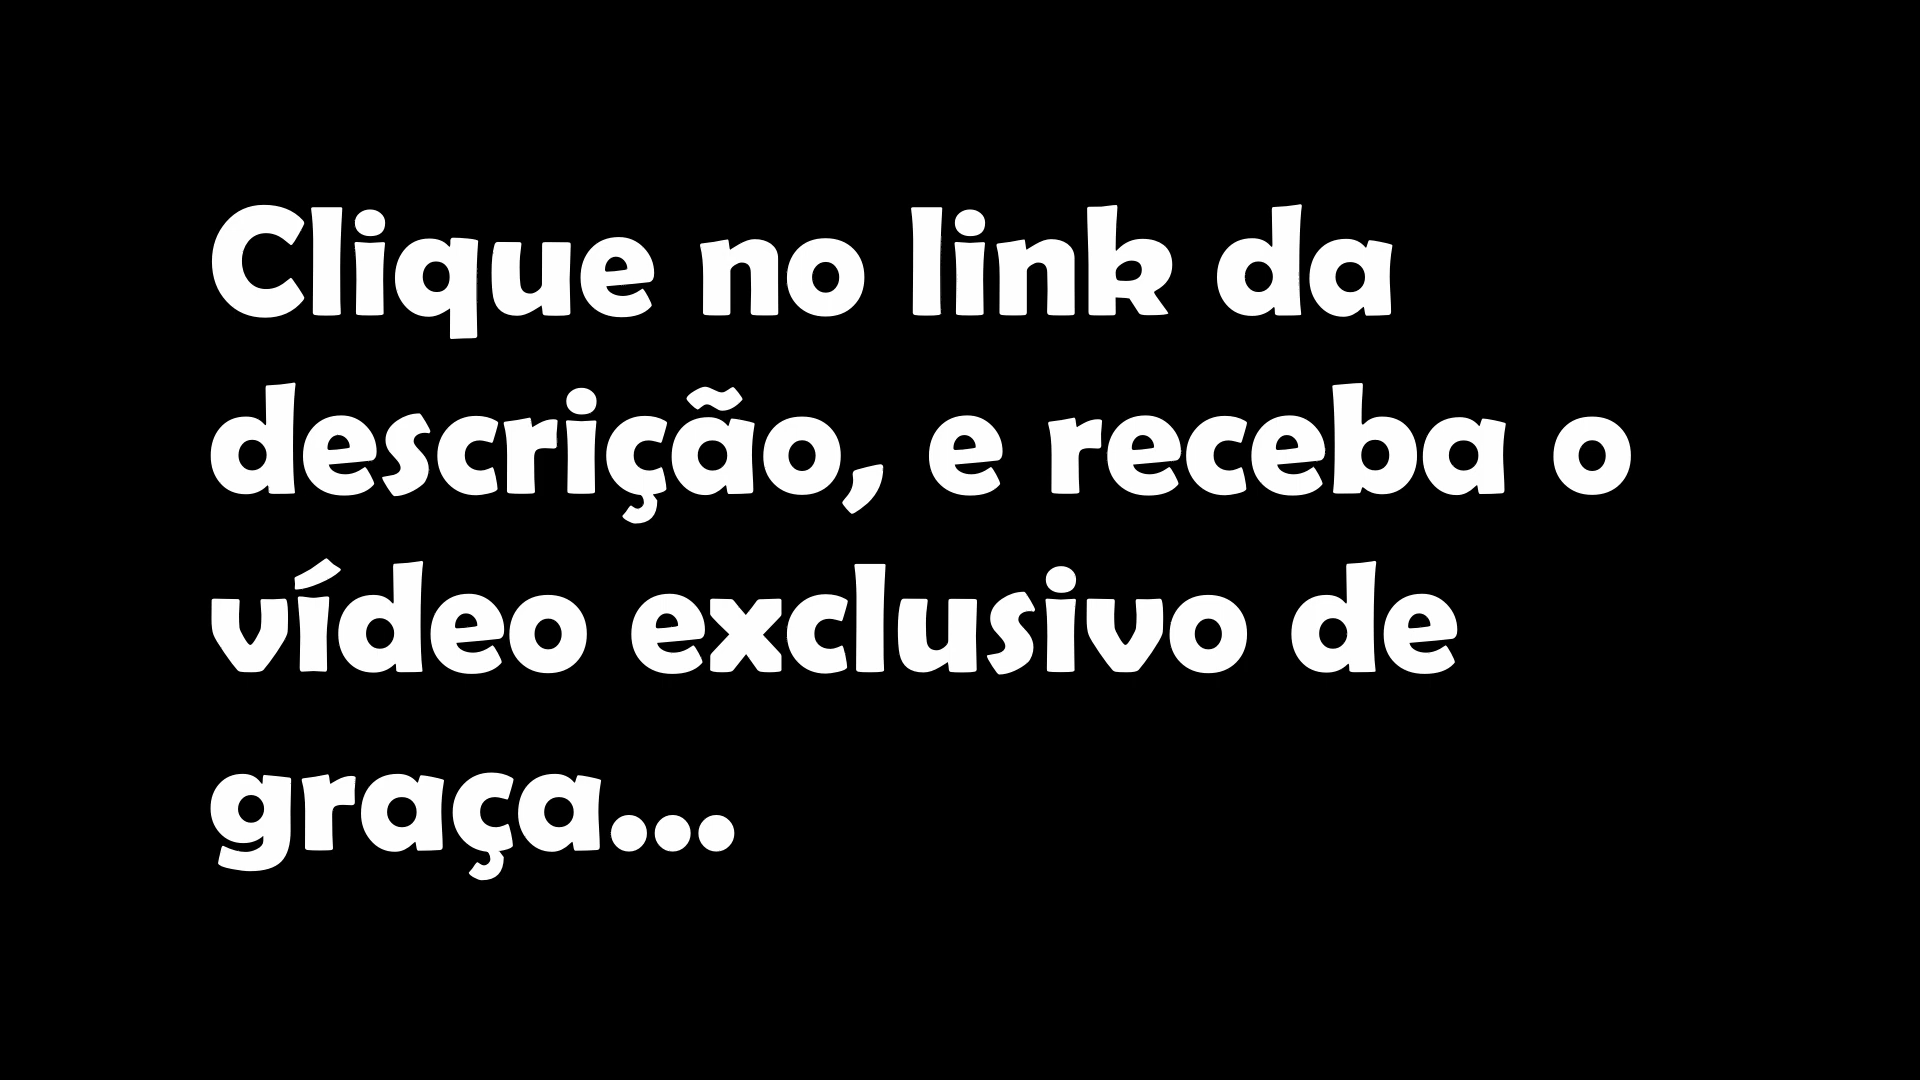 Clique no link da
descrição, e receba o
vídeo exclusivo de
graça...